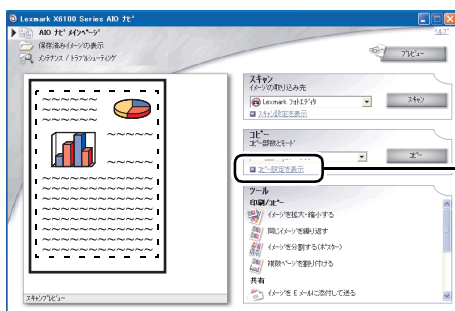 Lexmark X6100 Series AIO ナビ
AIO ナビ メインページ
ヘルプ
保存済みイメージの表示
メンテナンス / トラブルシューティング
プレビュー
スキャン
イメージの取り込み先
Lexmark フォトエディタ
スキャン
スキャン設定を表示
コピー
コピー部数とモード
コピー
コピー設定を表示
ツール
印刷/コピー
イメージを拡大・縮小する
同じイメージを繰り返す
イメージを分割する(ポスター)
複数ページを割り付ける
共有
イメージを E メールに添付して送る
スキャンプレビュー